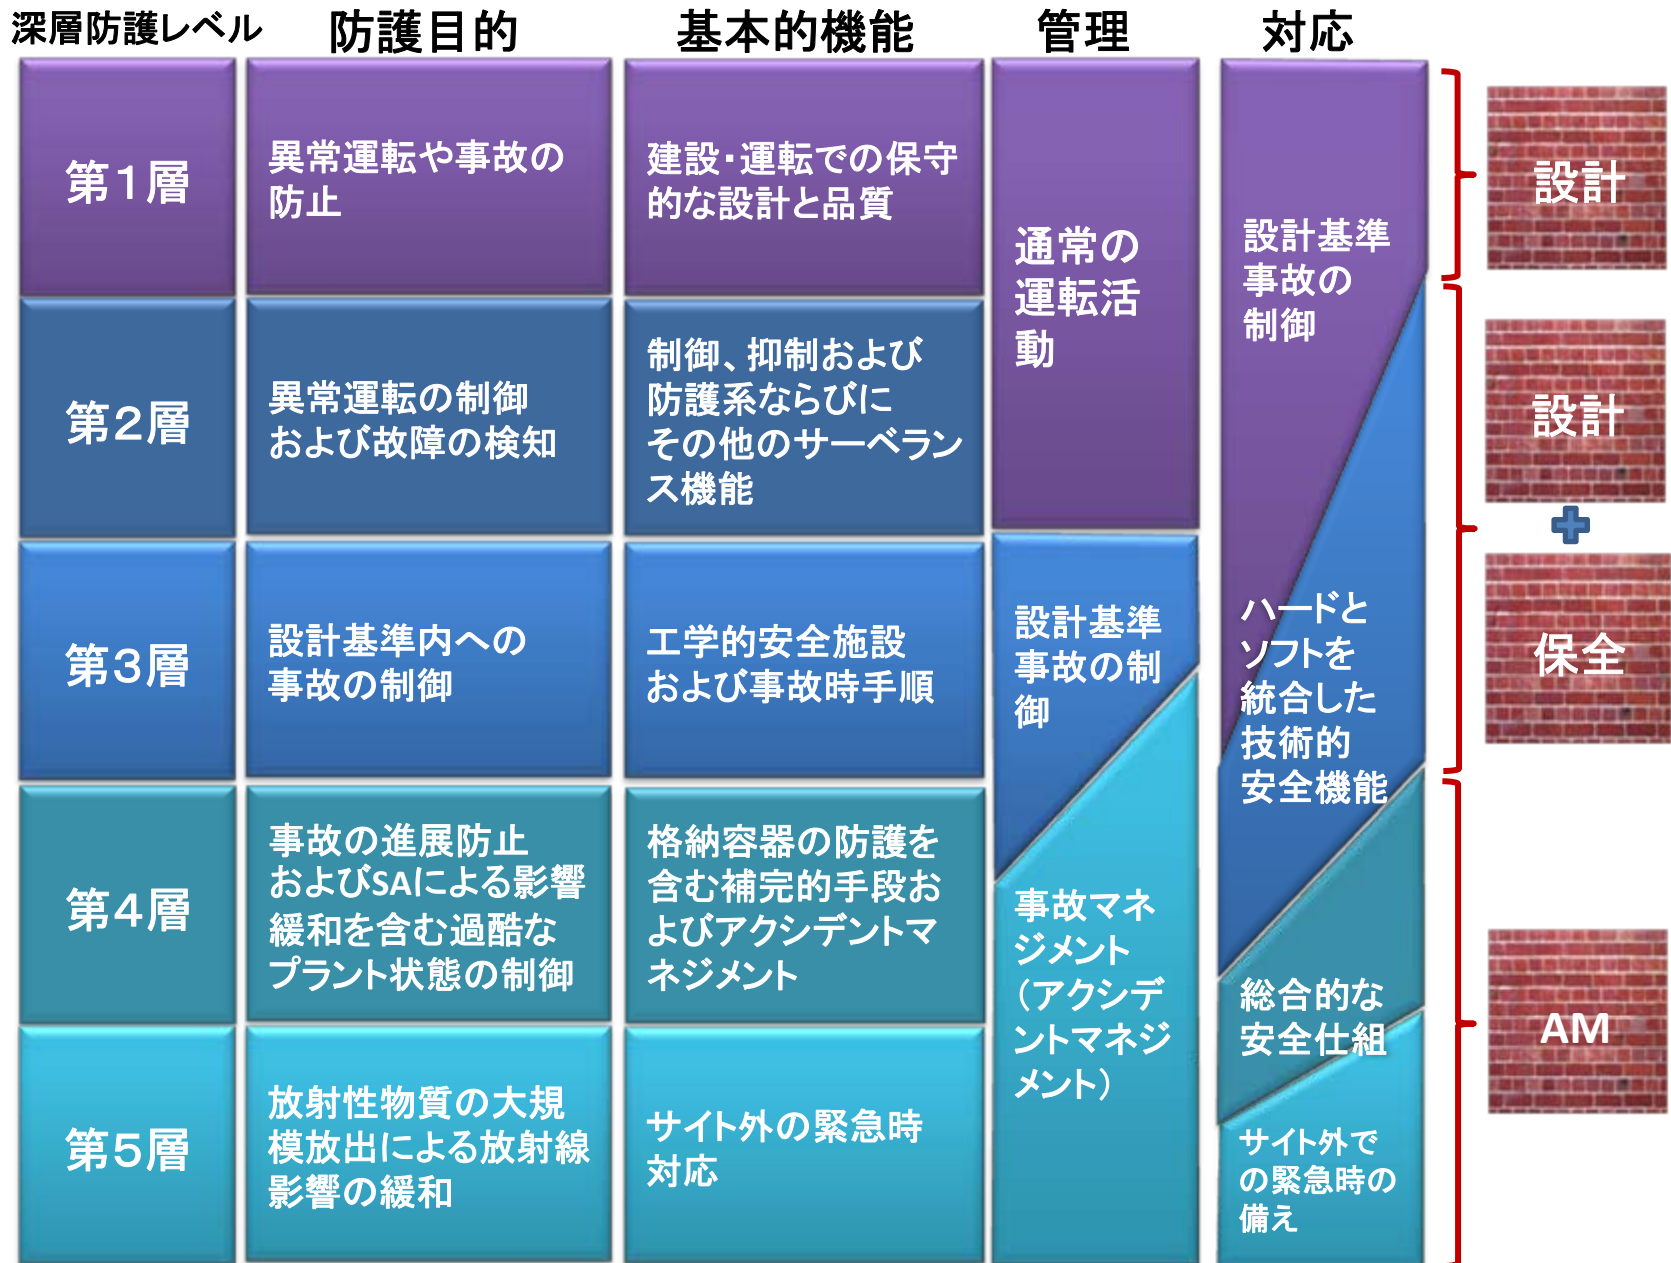 深層防護レベル
防護目的
基本的機能
管理
対応
第１層
異常運転や事故の
防止
建設・運転での保守
的な設計と品質
第２層
異常運転の制御
および故障の検知
制御、抑制および
防護系ならびに
その他のサーベラン
ス機能
第３層
設計基準内への
事故の制御
工学的安全施設
および事故時手順
第４層
事故の進展防止
およびSAによる影響
緩和を含む過酷な
プラント状態の制御
格納容器の防護を
含む補完的手段お
よびアクシデントマ
ネジメント
第５層
放射性物質の大規
模放出による放射線
影響の緩和
サイト外の緊急時
対応
通常の
運転活
動
設計基準
事故の制
御
事故マネ
ジメント
（アクシデ
ントマネジ
メント）
設計基準
事故の
制御
ハードと
ソフトを
統合した
技術的
安全機能
総合的な
安全仕組
サイト外で
の緊急時の
備え
設計
設計
保全
AM